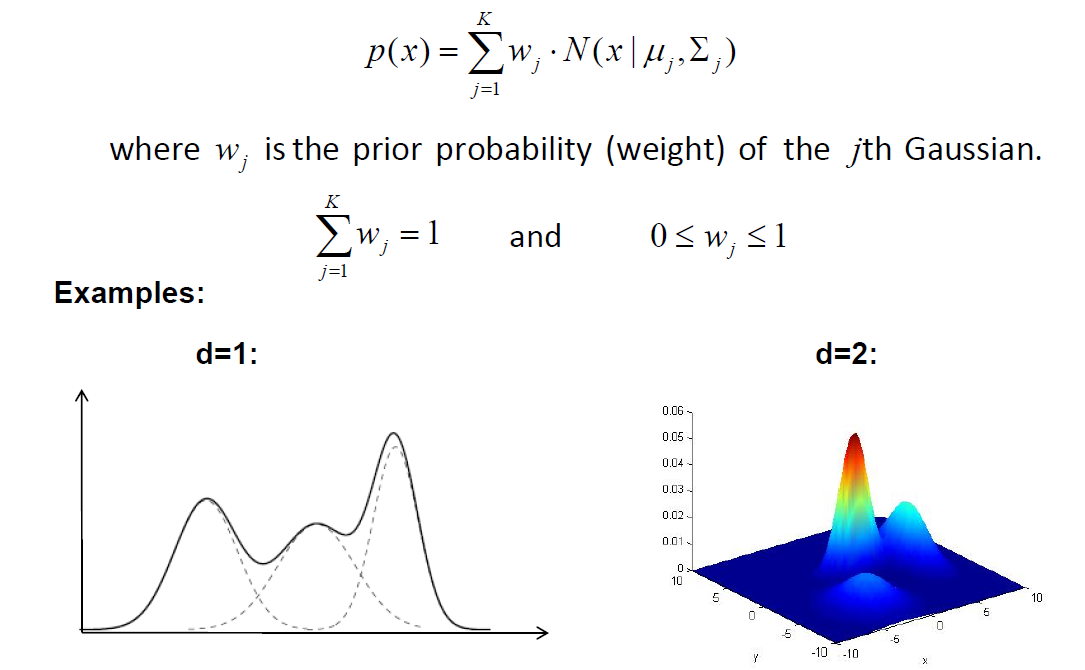 p(x) = \sum_{j=1}^{K} w_j · N(x | μ_j, Σ_j)
where w_j is the prior probability (weight) of the jth Gaussian.
\sum_{j=1}^{K} w_j = 1 and 0 ≤ w_j ≤ 1
Examples:
d=1: d=2:
0.06
0.05
0.04
0.03
0.02
0.01
0
10
5
0
-5
-10
y
-10
-5
0
5
10
x